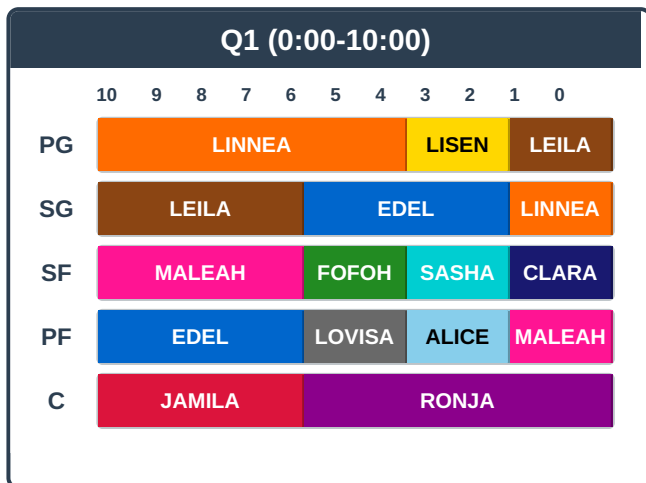 Q1 (0:00-10:00)
10 9 8 7 6 5 4 3 2 1 0
PG LINNEA LISEN LEILA
SG LEILA EDEL LINNEA
SF MALEAH FOFOH SASHA CLARA
PF EDEL LOVISA ALICE MALEAH
C JAMILA RONJA